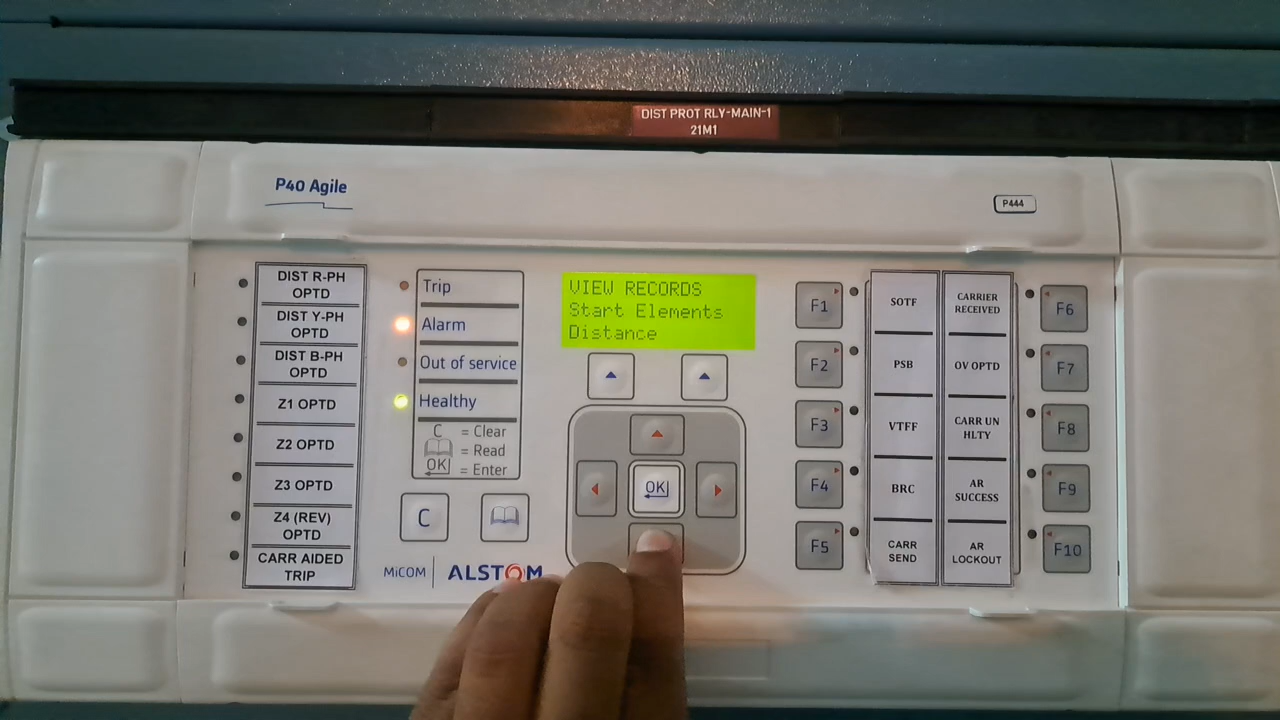 DIST PROT RLY-MAIN-1
21M1
P40 Agile
P444
DIST R-PH
OPTD
DIST Y-PH
OPTD
DIST B-PH
OPTD
Z1 OPTD
Z2 OPTD
Z3 OPTD
Z4 (REV)
OPTD
CARR AIDED
TRIP
Trip
Alarm
Out of service
Healthy
C = Clear
= Read
OK = Enter
C
MiCOM
ALSTOM
VIEW RECORDS
Start Elements
Distance
OK
F1
F2
F3
F4
F5
SOTF
PSB
VTFF
BRC
CARR
SEND
CARRIER
RECEIVED
OV OPTD
CARR UN
HLTY
AR
SUCCESS
AR
LOCKOUT
F6
F7
F8
F9
F10